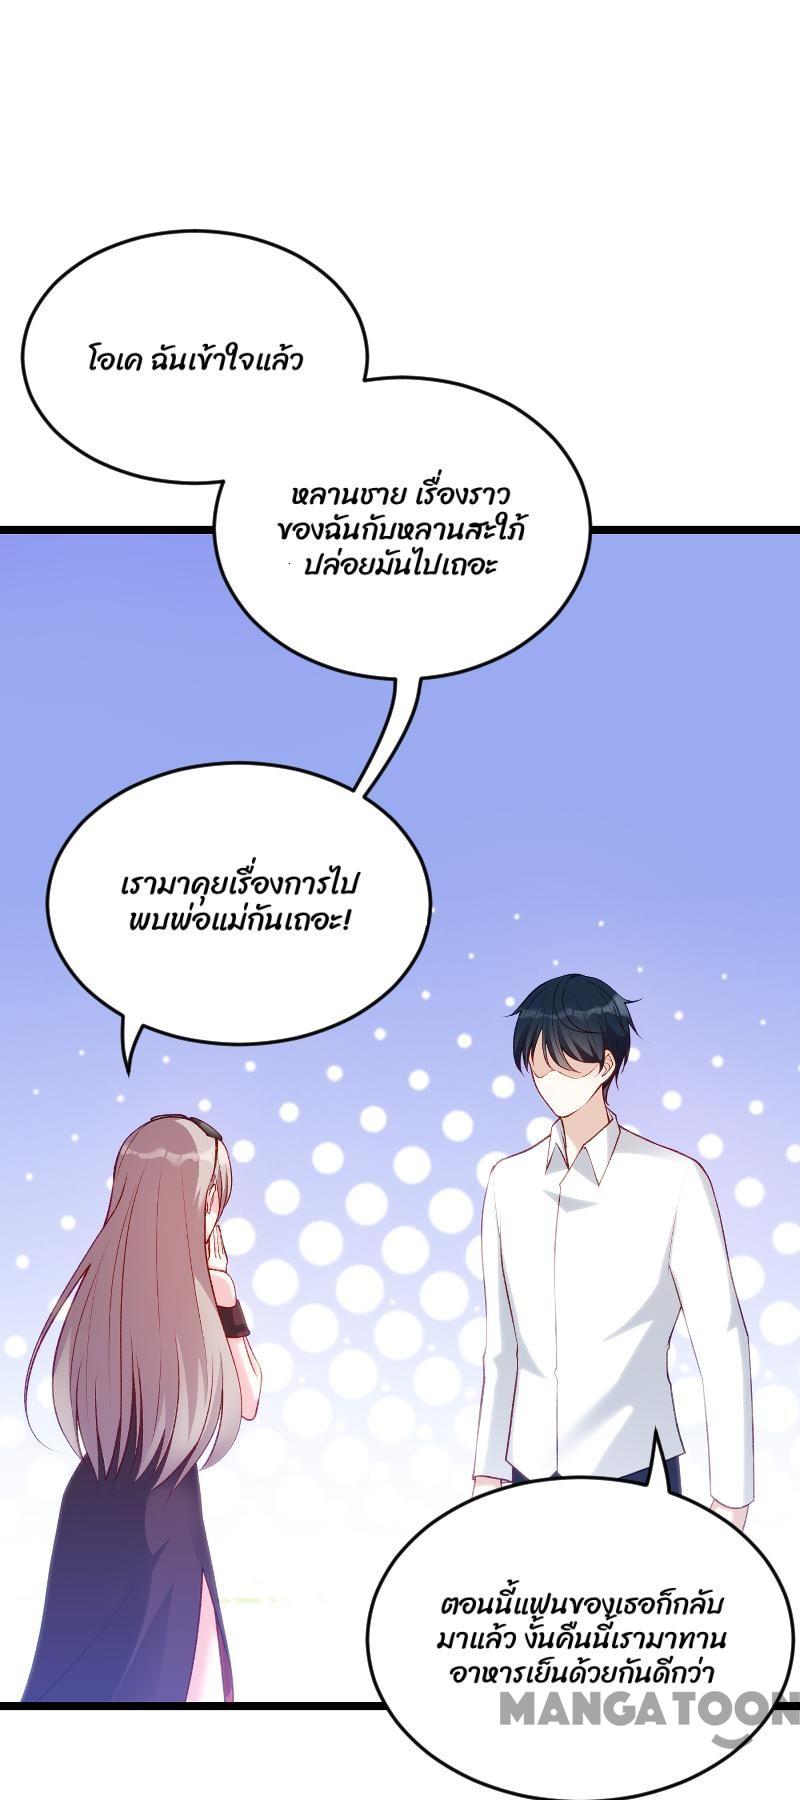 โอเค ฉันเข้าใจแล้ว
หลานชาย เรื่องราว
ของฉันกับหลานสะใภ้
ปล่อยมันไปเถอะ
เรามาคุยเรื่องการไป
พบพ่อแม่กันเถอะ!
ตอนนี้แฟนของเธอก็กลับ
มาแล้ว งั้นคืนนี้เรามาทาน
อาหารเย็นด้วยกันดีกว่า
MANGATOON